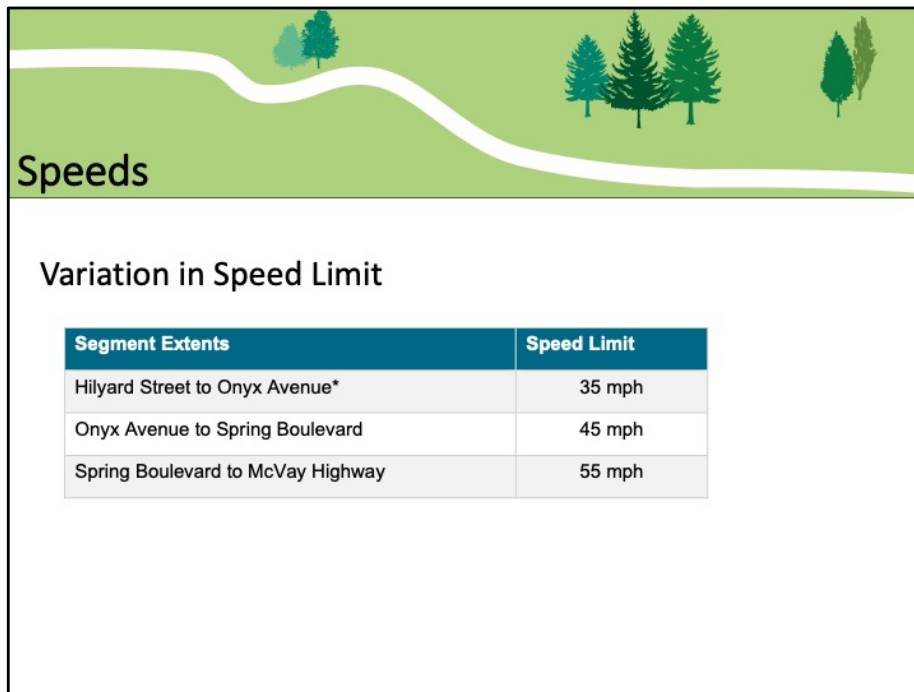 Speeds
Variation in Speed Limit
Segment Extents Speed Limit
Hilyard Street to Onyx Avenue* 35 mph
Onyx Avenue to Spring Boulevard 45 mph
Spring Boulevard to McVay Highway 55 mph